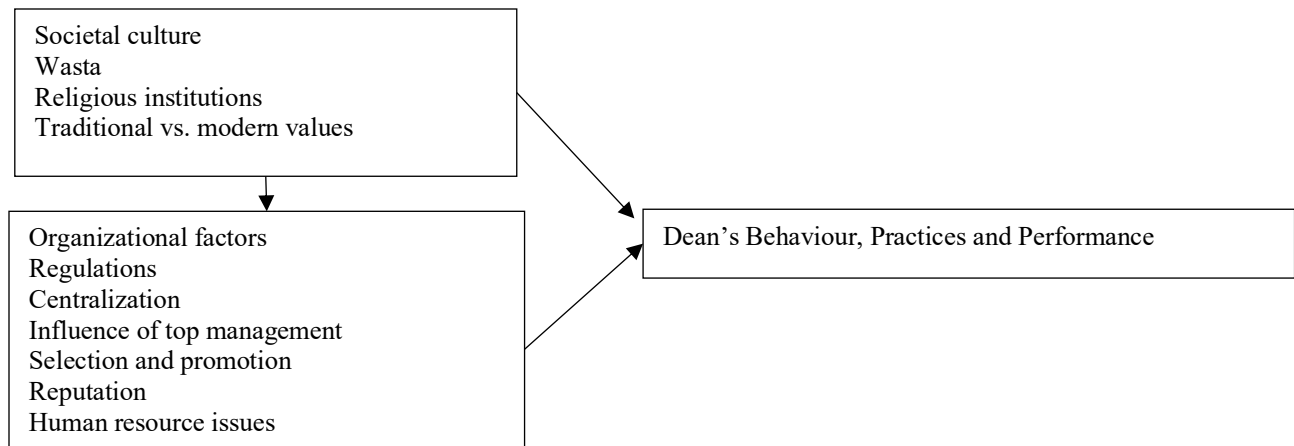 Societal culture
Wasta
Religious institutions
Traditional vs. modern values
Organizational factors
Regulations
Centralization
Influence of top management
Selection and promotion
Reputation
Human resource issues
Dean’s Behaviour, Practices and Performance